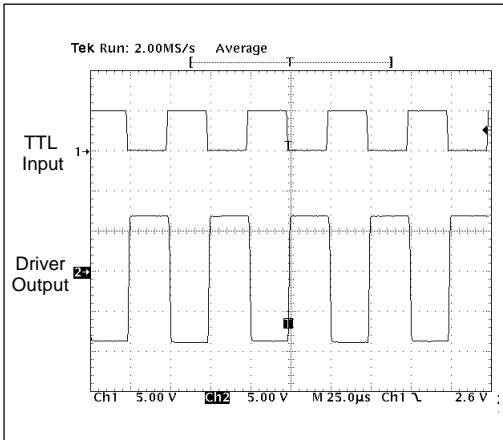 Tek Run: 2.00MS/s Average
T
TTL
Input
1
T
Driver
Output
2
T
Ch1 5.00 V Ch2 5.00 V M 25.0µs Ch1 2.6 V